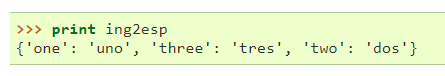 >>> print ing2esp
{'one': 'uno', 'three': 'tres', 'two': 'dos'}